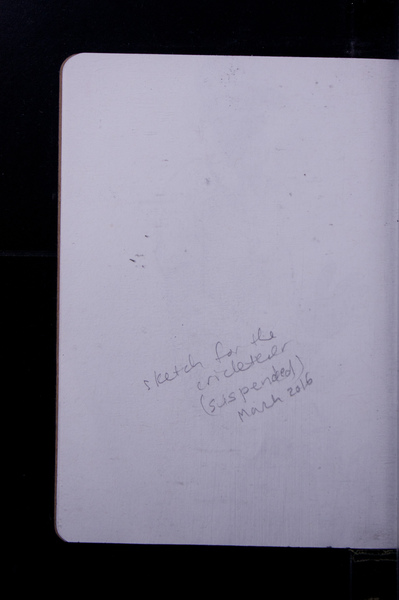 sketch for the
cricketer
(suspended)
March 2016